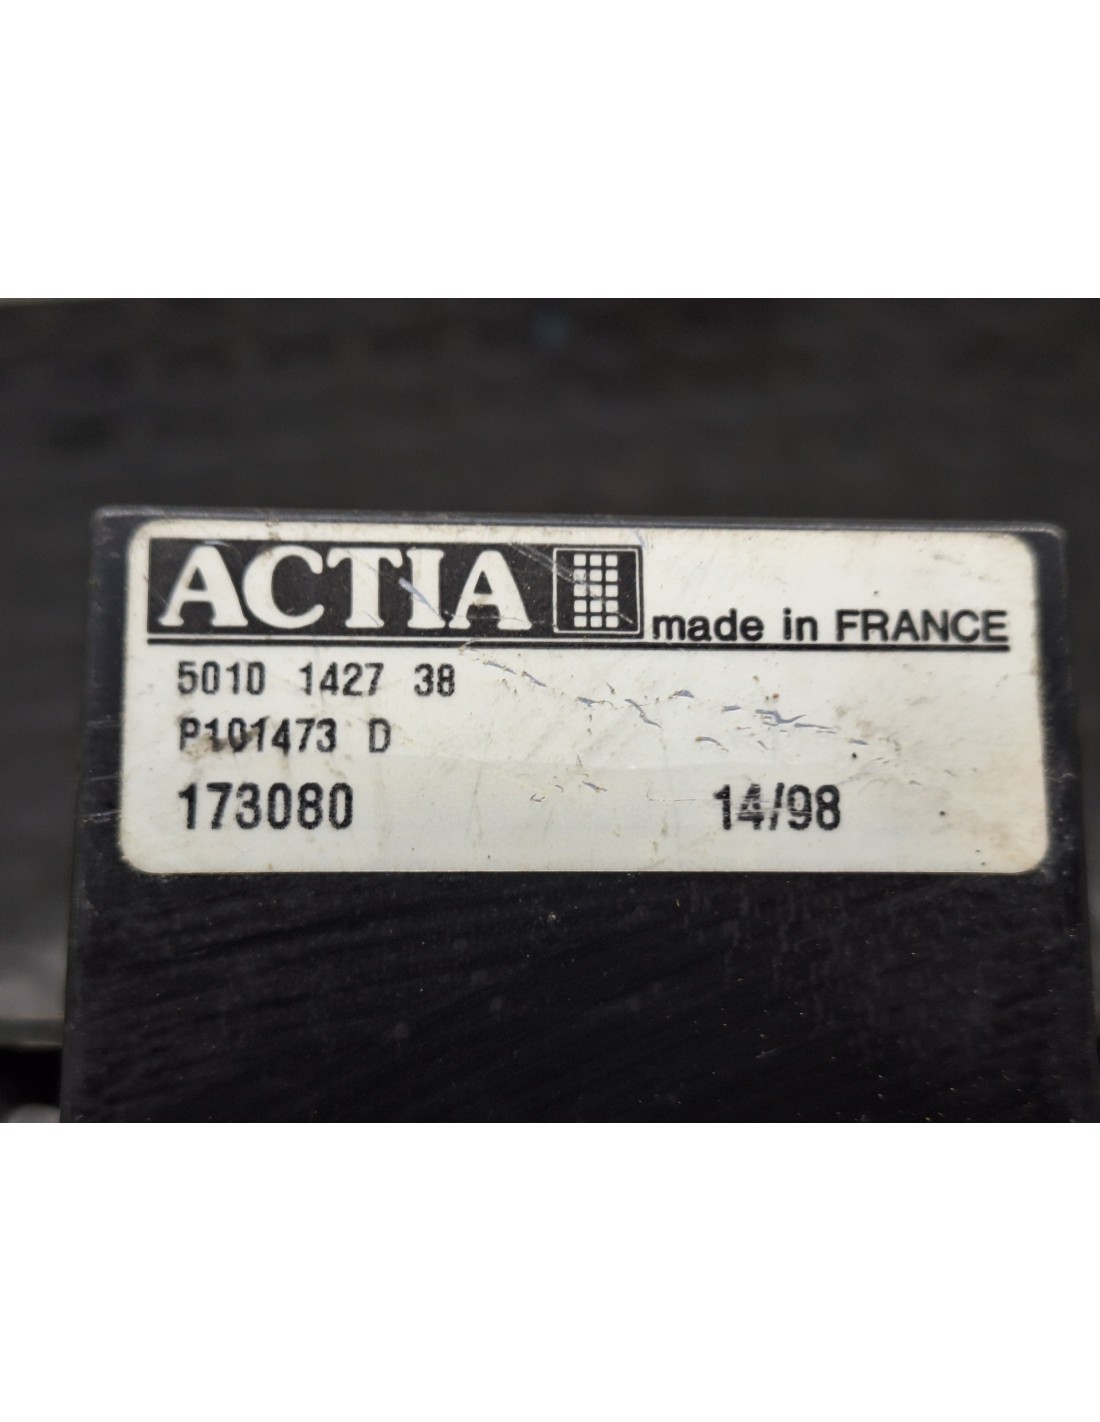 ACTIA made in FRANCE
5010 1427 38
P101473 D
173080 14/98